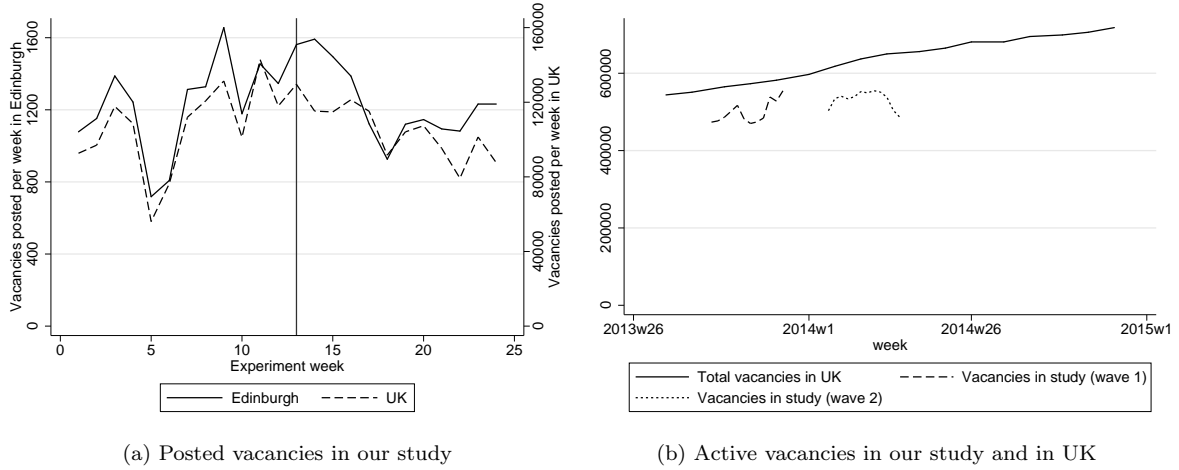 Vacancies posted per week in Edinburgh
0 400 800 1200 1600
Vacancies posted per week in UK
0 40000 80000 120000 160000
0 5 10 15 20 25
Experiment week
Edinburgh UK
(a) Posted vacancies in our study
0 200000 400000 600000
2013w26 2014w1 2014w26 2015w1
week
Total vacancies in UK Vacancies in study (wave 1)
Vacancies in study (wave 2)
(b) Active vacancies in our study and in UK